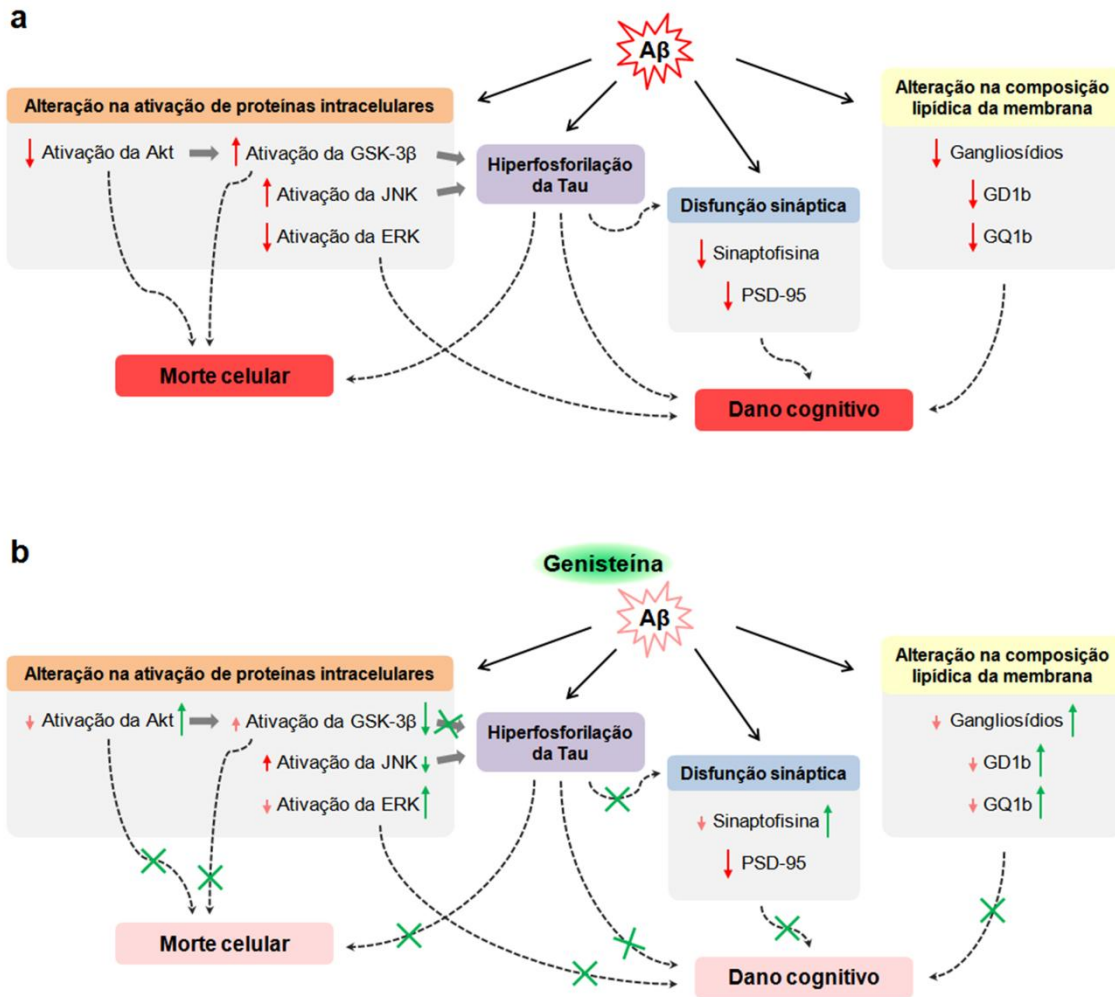 a
Aβ
Alteração na ativação de proteínas intracelulares
Ativação da Akt
Ativação da GSK-3β
Ativação da JNK
Ativação da ERK
Hiperfosforilação
da Tau
Disfunção sináptica
Sinaptofisina
PSD-95
Alteração na composição
lipídica da membrana
Gangliosídios
GD1b
GQ1b
Morte celular
Dano cognitivo
b
Genisteína
Aβ
Alteração na ativação de proteínas intracelulares
Ativação da Akt
Ativação da GSK-3β
Ativação da JNK
Ativação da ERK
Hiperfosforilação
da Tau
Disfunção sináptica
Sinaptofisina
PSD-95
Alteração na composição
lipídica da membrana
Gangliosídios
GD1b
GQ1b
Morte celular
Dano cognitivo